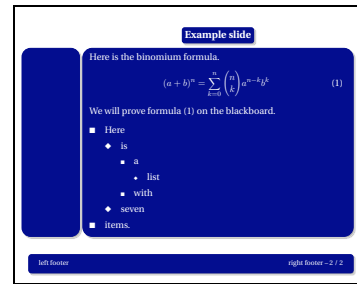 Example slide
Here is the binomium formula.
(a + b)^n = \sum_{k=0}^{n} \binom{n}{k} a^{n-k} b^k (1)
We will prove formula (1) on the blackboard.
■ Here
◆ is
■ a
◆ list
■ with
◆ seven
■ items.
left footer right footer – 2 / 2